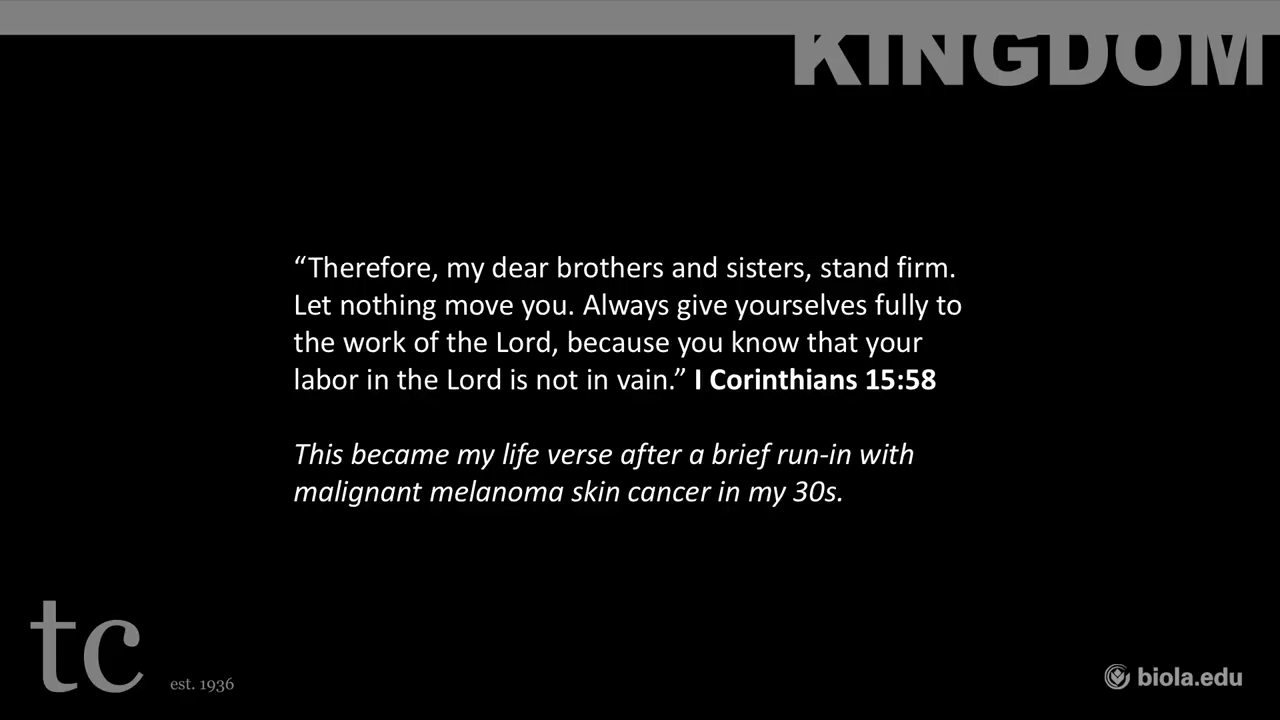 KINGDOM
“Therefore, my dear brothers and sisters, stand firm.
Let nothing move you. Always give yourselves fully to
the work of the Lord, because you know that your
labor in the Lord is not in vain.” I Corinthians 15:58
This became my life verse after a brief run-in with
malignant melanoma skin cancer in my 30s.
tc est. 1936
biola.edu